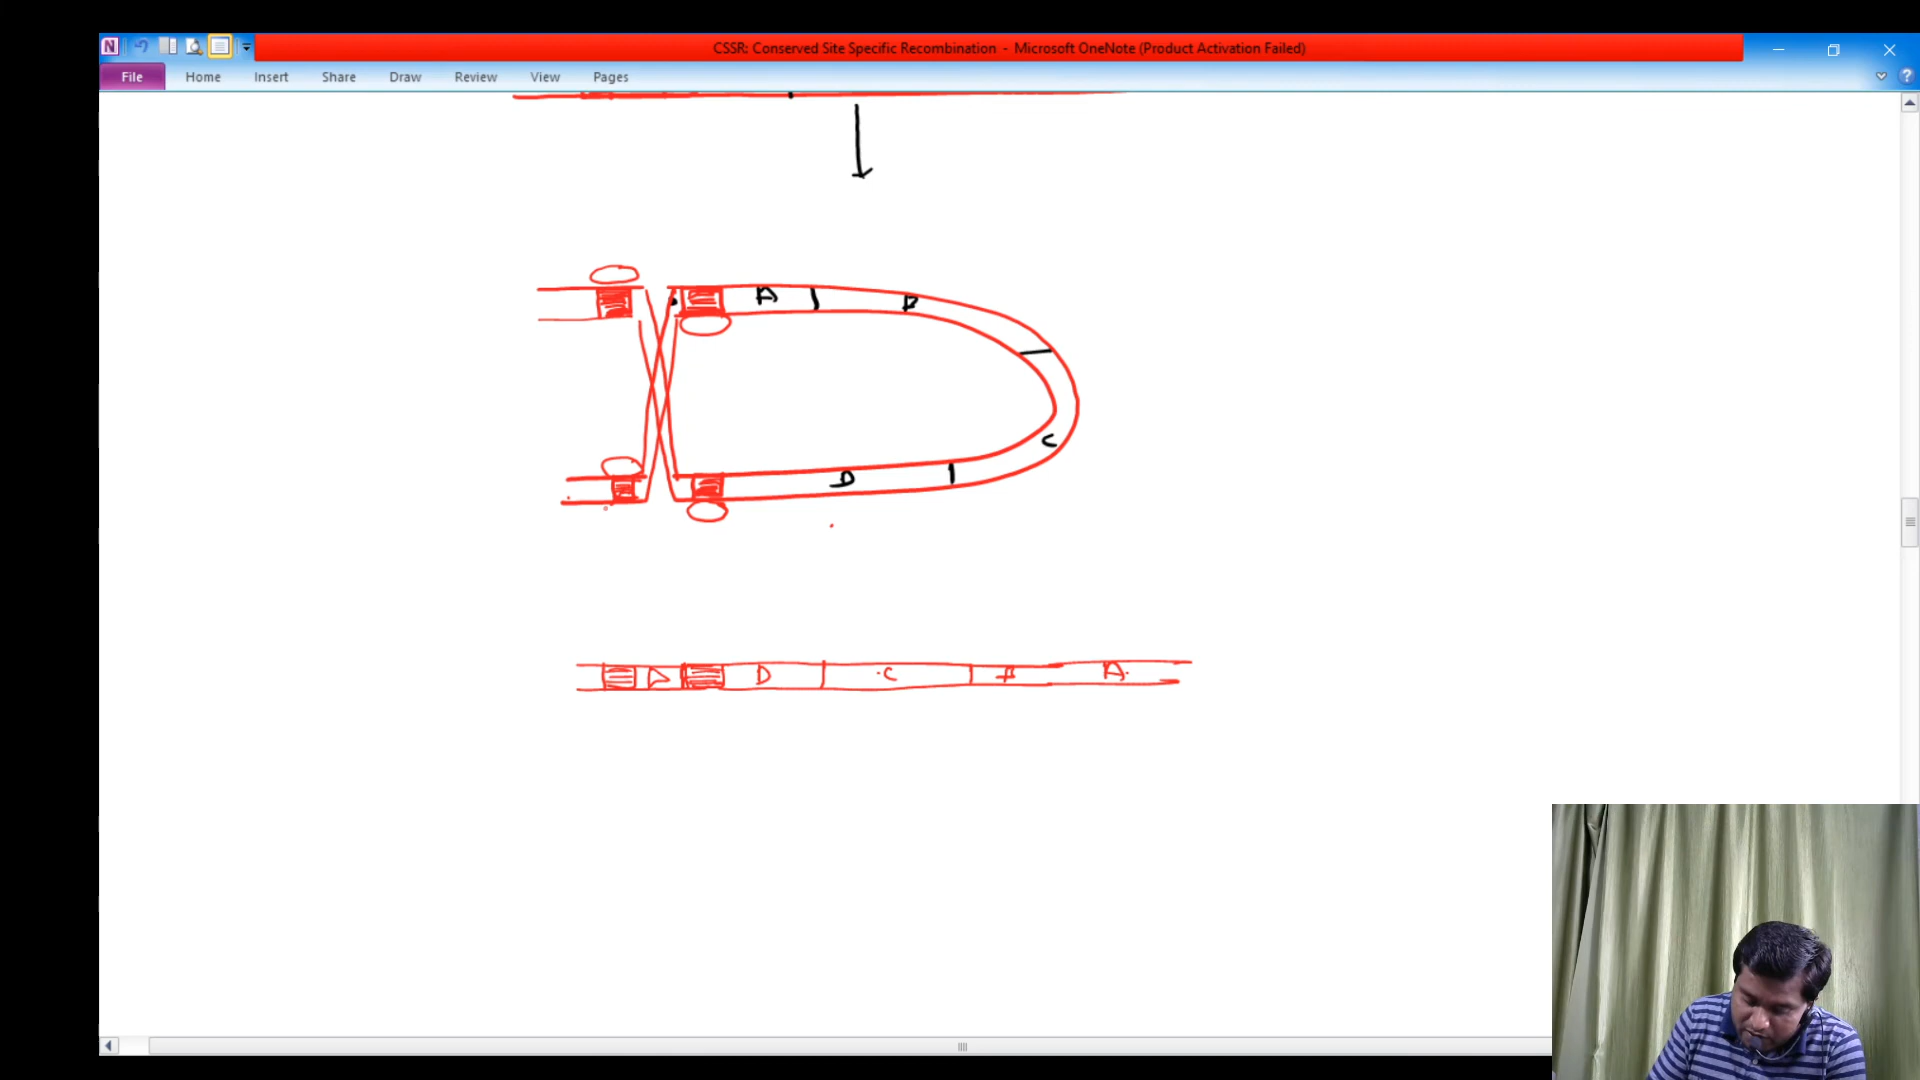 CSSR: Conserved Site Specific Recombination - Microsoft OneNote (Product Activation Failed)
File Home Insert Share Draw Review View Pages
A B
C
D
D C B A